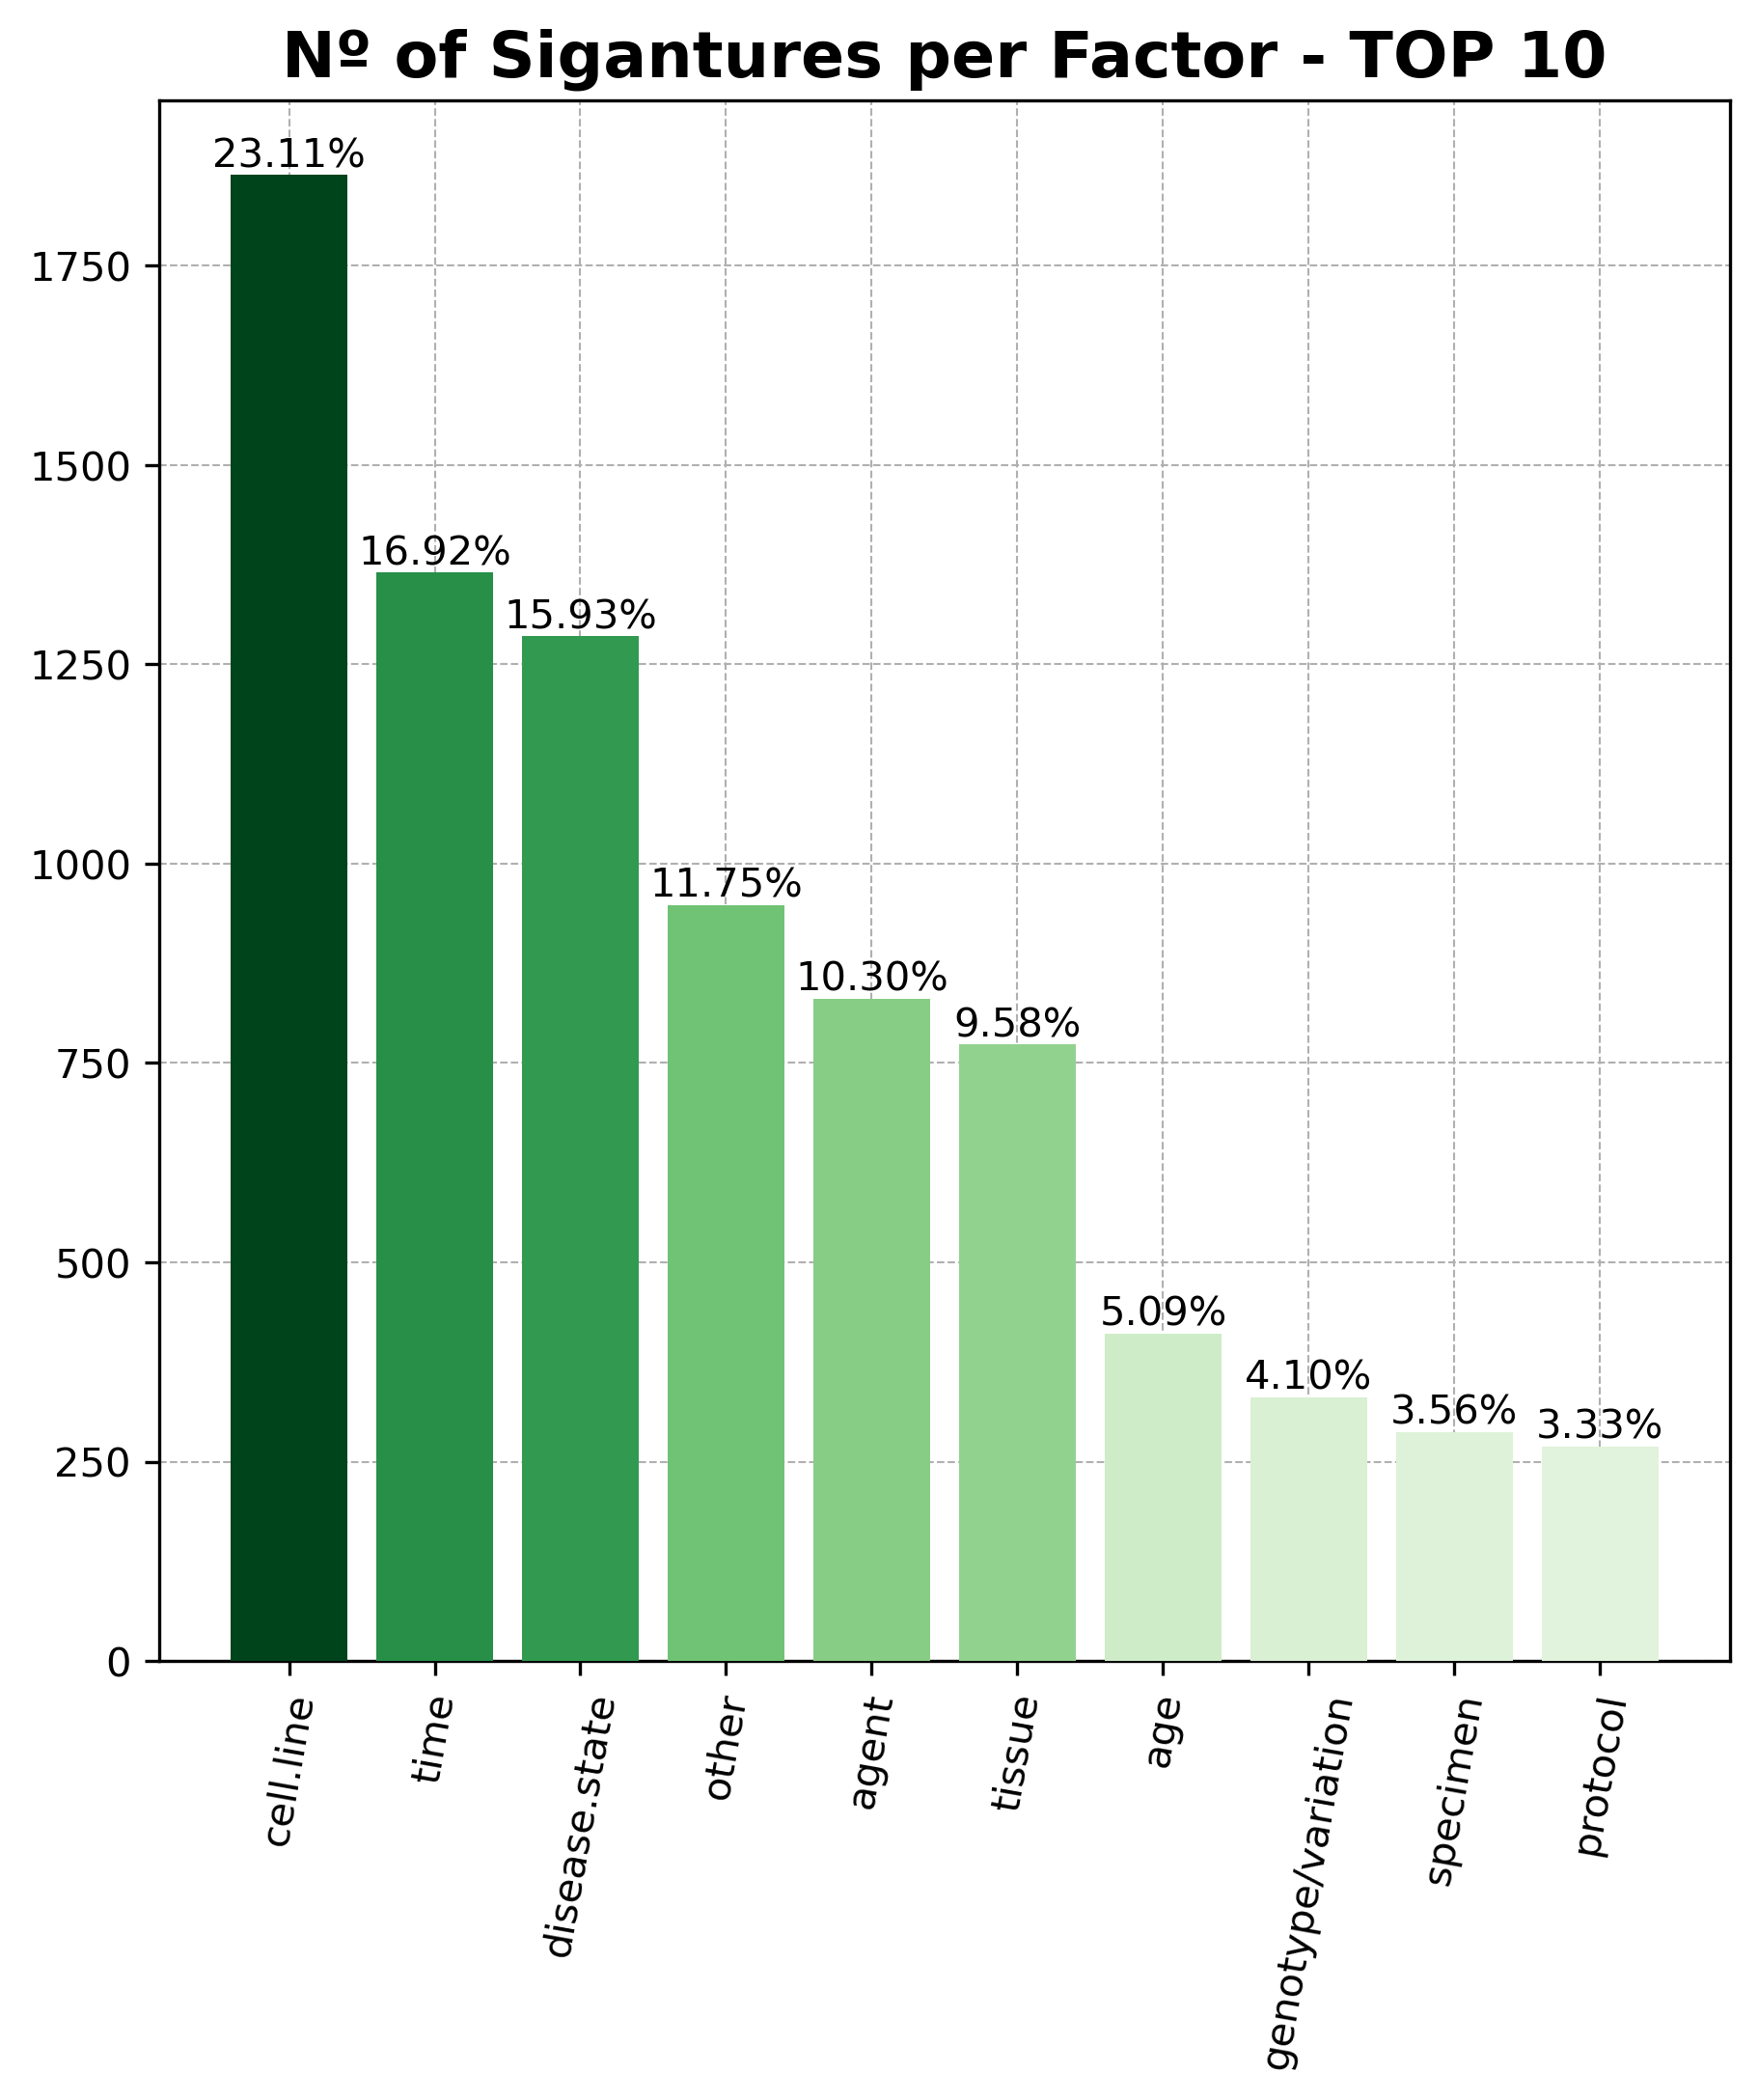 Nº of Sigantures per Factor - TOP 10
23.11%
1750
1500
16.92%
15.93%
1250
1000
11.75%
10.30%
9.58%
750
500
5.09%
4.10%
3.56%
3.33%
250
0
cell.line
time
disease.state
other
agent
tissue
age
genotype/variation
specimen
protocol